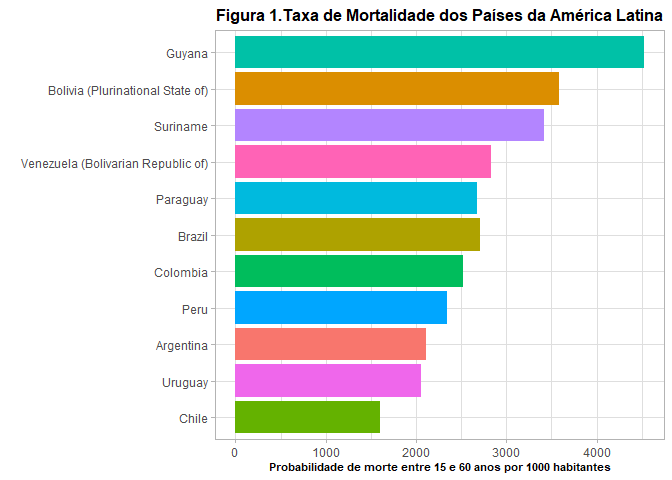 Figura 1.Taxa de Mortalidade dos Países da América Latina
Guyana
Bolivia (Plurinational State of)
Suriname
Venezuela (Bolivarian Republic of)
Paraguay
Brazil
Colombia
Peru
Argentina
Uruguay
Chile
0 1000 2000 3000 4000
Probabilidade de morte entre 15 e 60 anos por 1000 habitantes